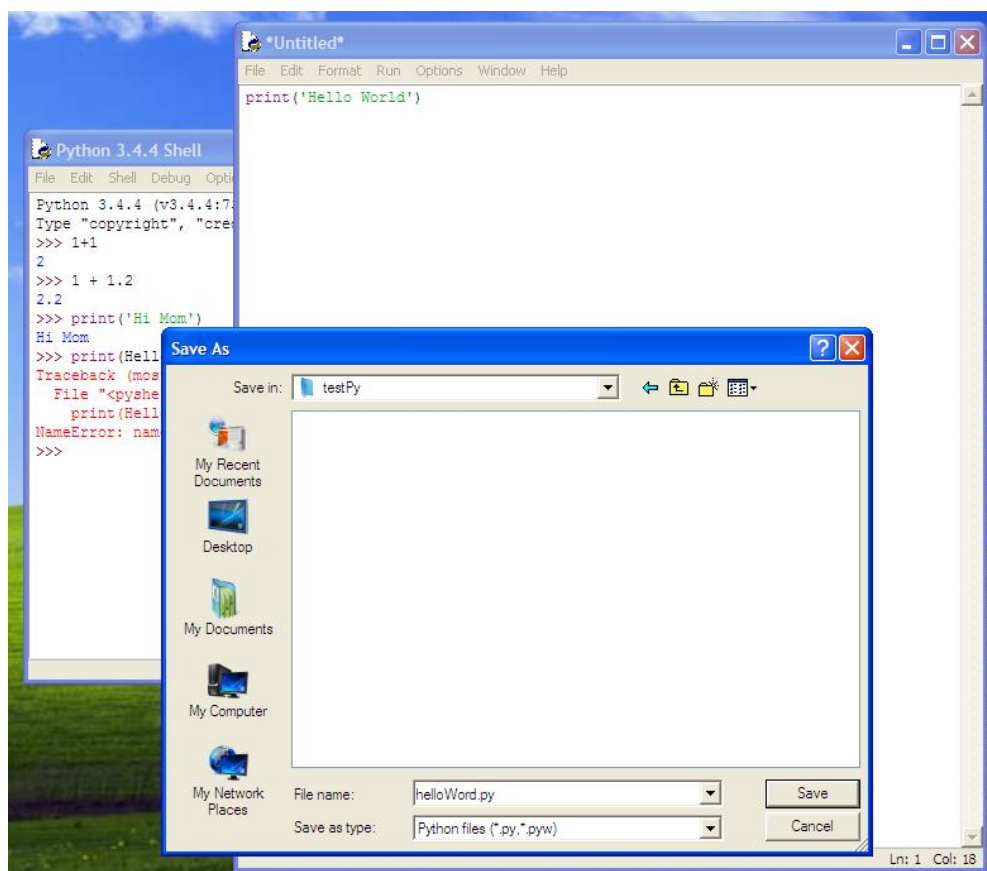 *Untitled*
File Edit Format Run Options Window Help
print('Hello World')
Python 3.4.4 Shell
File Edit Shell Debug
Python 3.4.4 (v3.4.4:7
Type "copyright", "cre
>>> 1+1
2
>>> 1 + 1.2
2.2
>>> print('Hi Mom')
Hi Mom
>>> print(Hell
Traceback (mos
File "<pyshe
print(Hell
NameError: nam
>>>
Save As
Save in: testPy
My Recent
Documents
Desktop
My Documents
My Computer
My Network
Places
File name: helloWord.py
Save
Save as type: Python files (*.py,*.pyw)
Cancel
Ln: 1 Col: 18